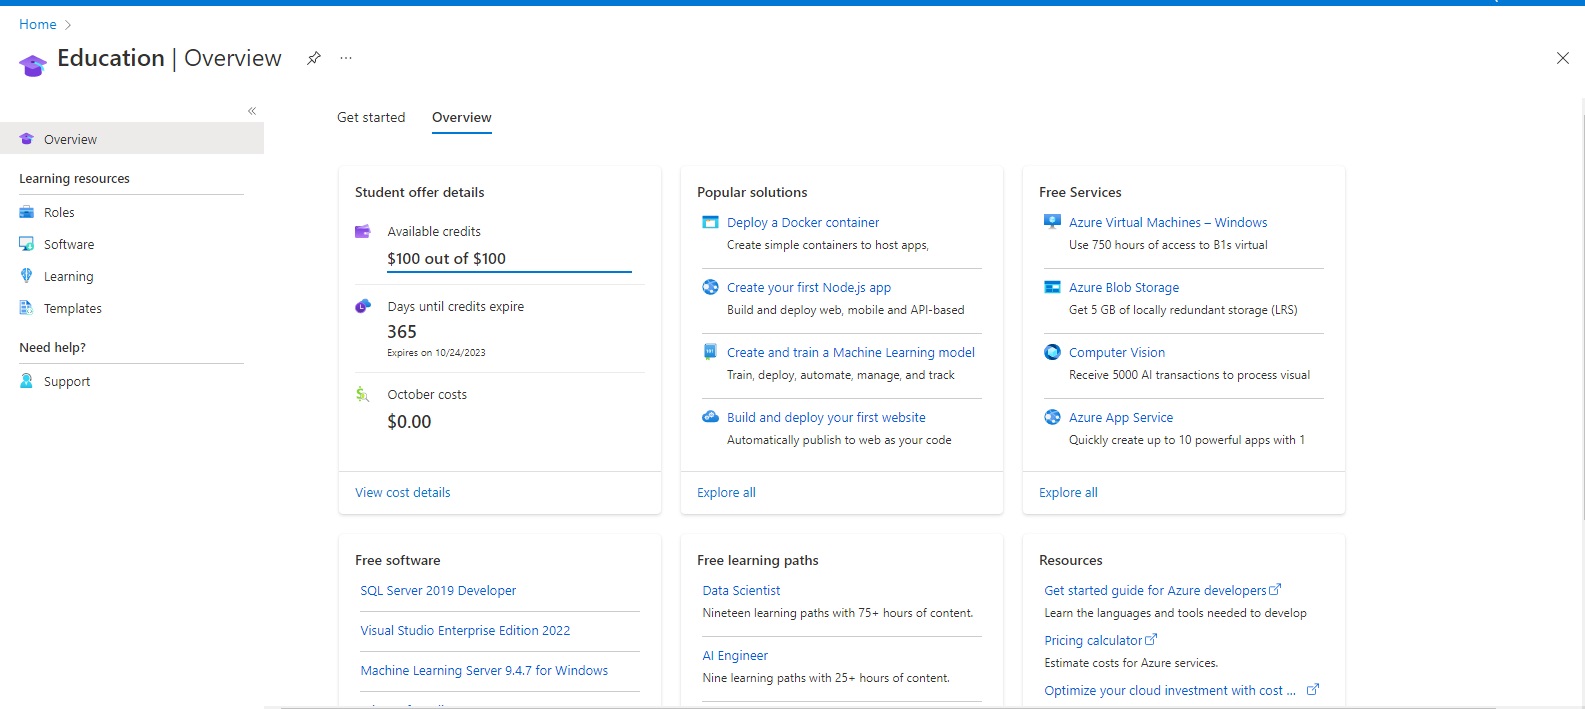 Home
Education | Overview
Overview
Learning resources
Roles
Software
Learning
Templates
Need help?
Support
Get started
Overview
Student offer details
Available credits
$100 out of $100
Days until credits expire
365
Expires on 10/24/2023
October costs
$0.00
View cost details
Popular solutions
Deploy a Docker container
Create simple containers to host apps,
Create your first Node.js app
Build and deploy web, mobile and API-based
Create and train a Machine Learning model
Train, deploy, automate, manage, and track
Build and deploy your first website
Automatically publish to web as your code
Explore all
Free Services
Azure Virtual Machines – Windows
Use 750 hours of access to B1s virtual
Azure Blob Storage
Get 5 GB of locally redundant storage (LRS)
Computer Vision
Receive 5000 AI transactions to process visual
Azure App Service
Quickly create up to 10 powerful apps with 1
Explore all
Free software
SQL Server 2019 Developer
Visual Studio Enterprise Edition 2022
Machine Learning Server 9.4.7 for Windows
Free learning paths
Data Scientist
Nineteen learning paths with 75+ hours of content.
AI Engineer
Nine learning paths with 25+ hours of content.
Resources
Get started guide for Azure developers
Learn the languages and tools needed to develop
Pricing calculator
Estimate costs for Azure services.
Optimize your cloud investment with cost ...